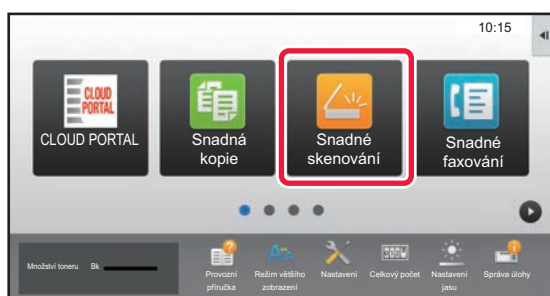 10:15
CLOUD
PORTAL
CLOUD PORTAL
Snadná
kopie
Snadné
skenování
Snadné
faxování
Množství toneru Bk
Provozní
příručka
Režim většího
zobrazení
Nastavení
Celkový počet
Nastavení
jasu
Správa úlohy